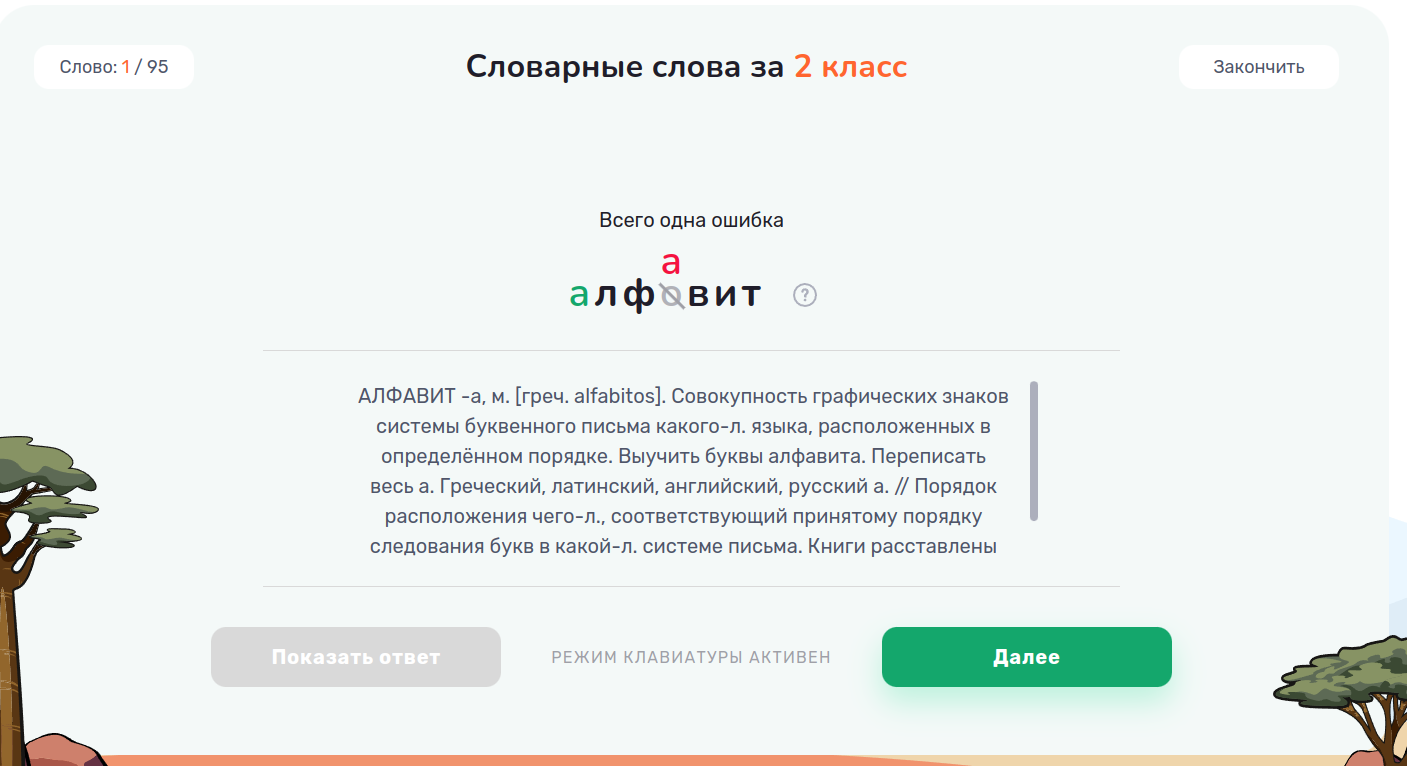 Слово: 1 / 95
Словарные слова за 2 класс
Закончить
Всего одна ошибка
а
алфовит ?
АЛФАВИТ -а, м. [греч. alfabitos]. Совокупность графических знаков
системы буквенного письма какого-л. языка, расположенных в
определённом порядке. Выучить буквы алфавита. Переписать
весь а. Греческий, латинский, английский, русский а. // Порядок
расположения чего-л., соответствующий принятому порядку
следования букв в какой-л. системе письма. Книги расставлены
Показать ответ
РЕЖИМ КЛАВИАТУРЫ АКТИВЕН
Далее